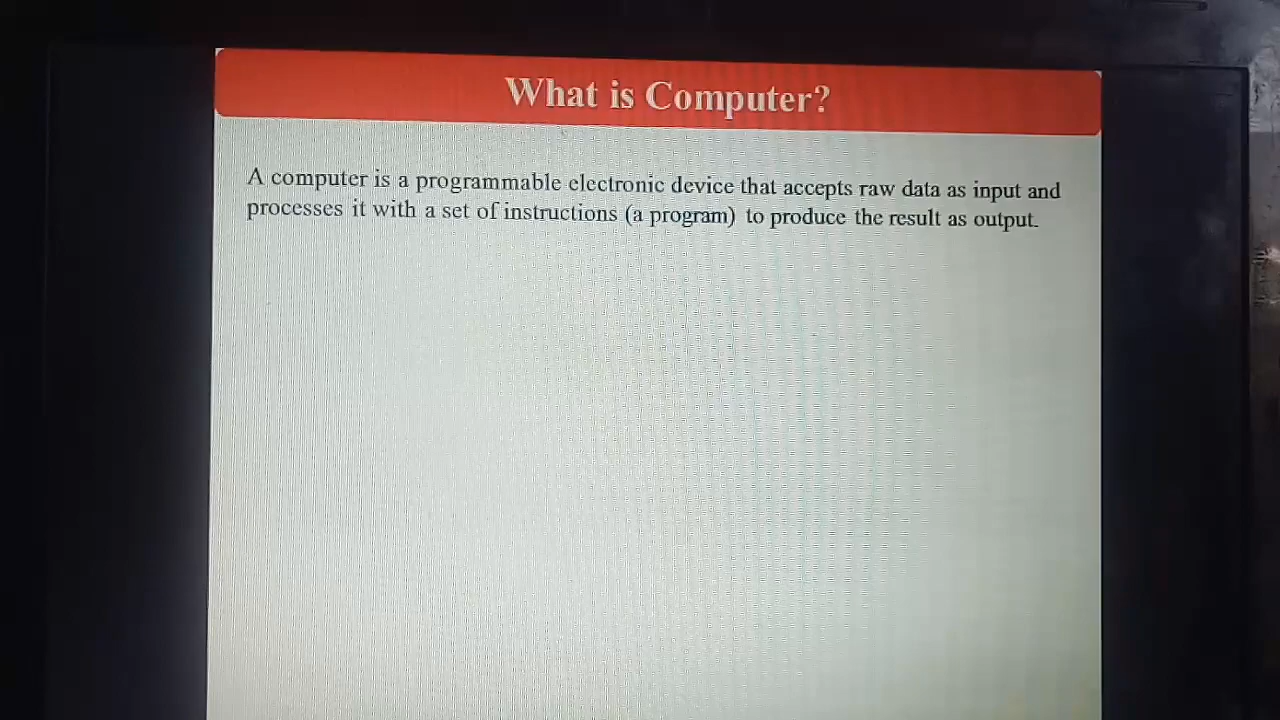 What is Computer?
A computer is a programmable electronic device that accepts raw data as input and
processes it with a set of instructions (a program) to produce the result as output.